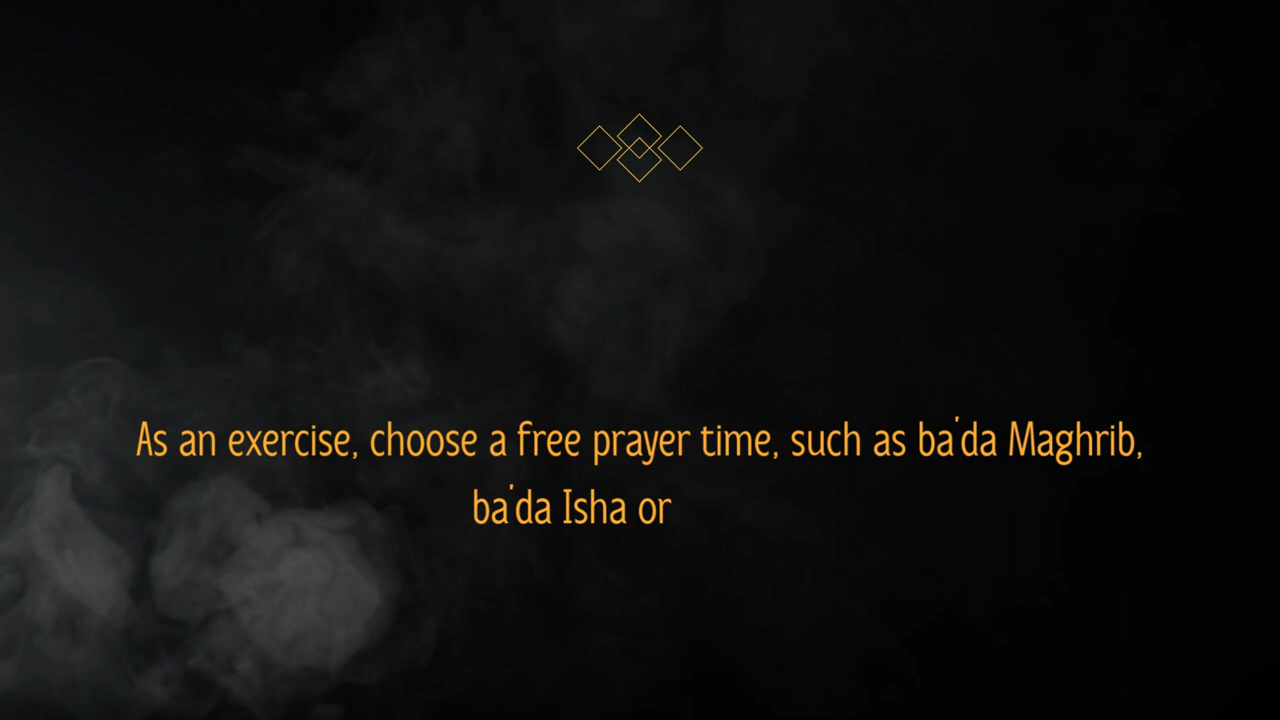 As an exercise, choose a free prayer time, such as ba'da Maghrib,
ba'da Isha or